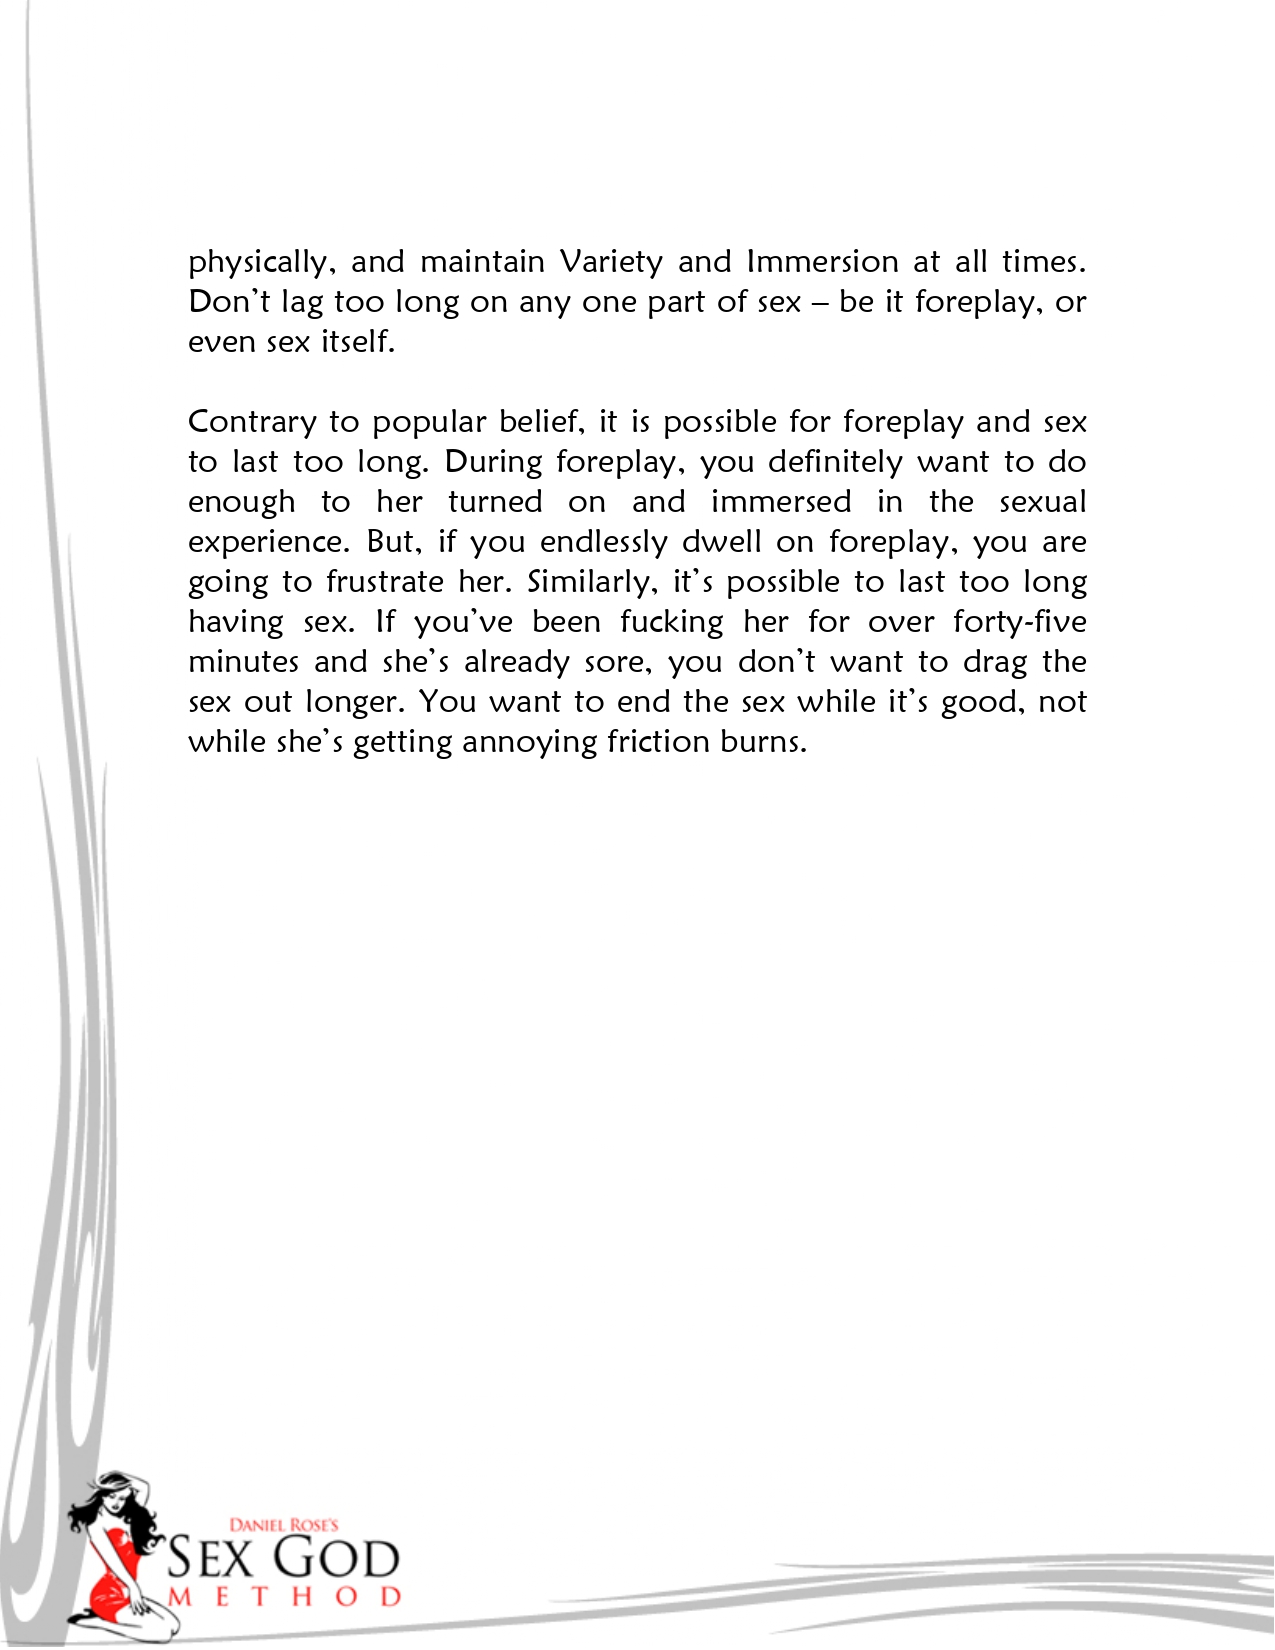 physically, and maintain Variety and Immersion at all times.
Don’t lag too long on any one part of sex – be it foreplay, or
even sex itself.
Contrary to popular belief, it is possible for foreplay and sex
to last too long. During foreplay, you definitely want to do
enough to her turned on and immersed in the sexual
experience. But, if you endlessly dwell on foreplay, you are
going to frustrate her. Similarly, it’s possible to last too long
having sex. If you’ve been fucking her for over forty-five
minutes and she’s already sore, you don’t want to drag the
sex out longer. You want to end the sex while it’s good, not
while she’s getting annoying friction burns.
DANIEL ROSE'S
SEX GOD
METHOD